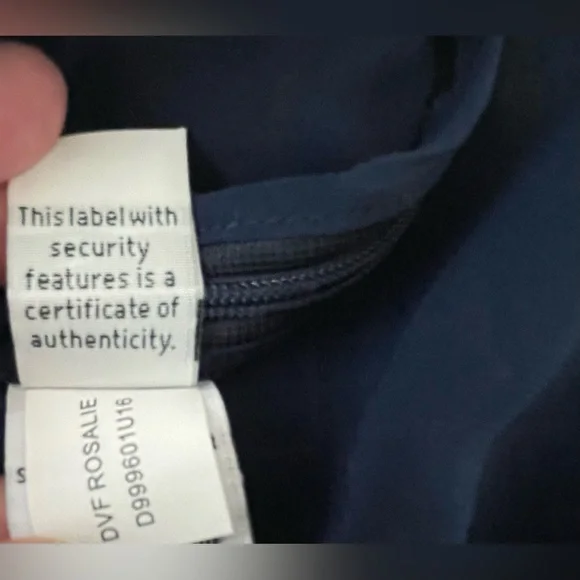 This label with
security
features is a
certificate of
authenticity.
DVF ROSALIE
D999601U16
S